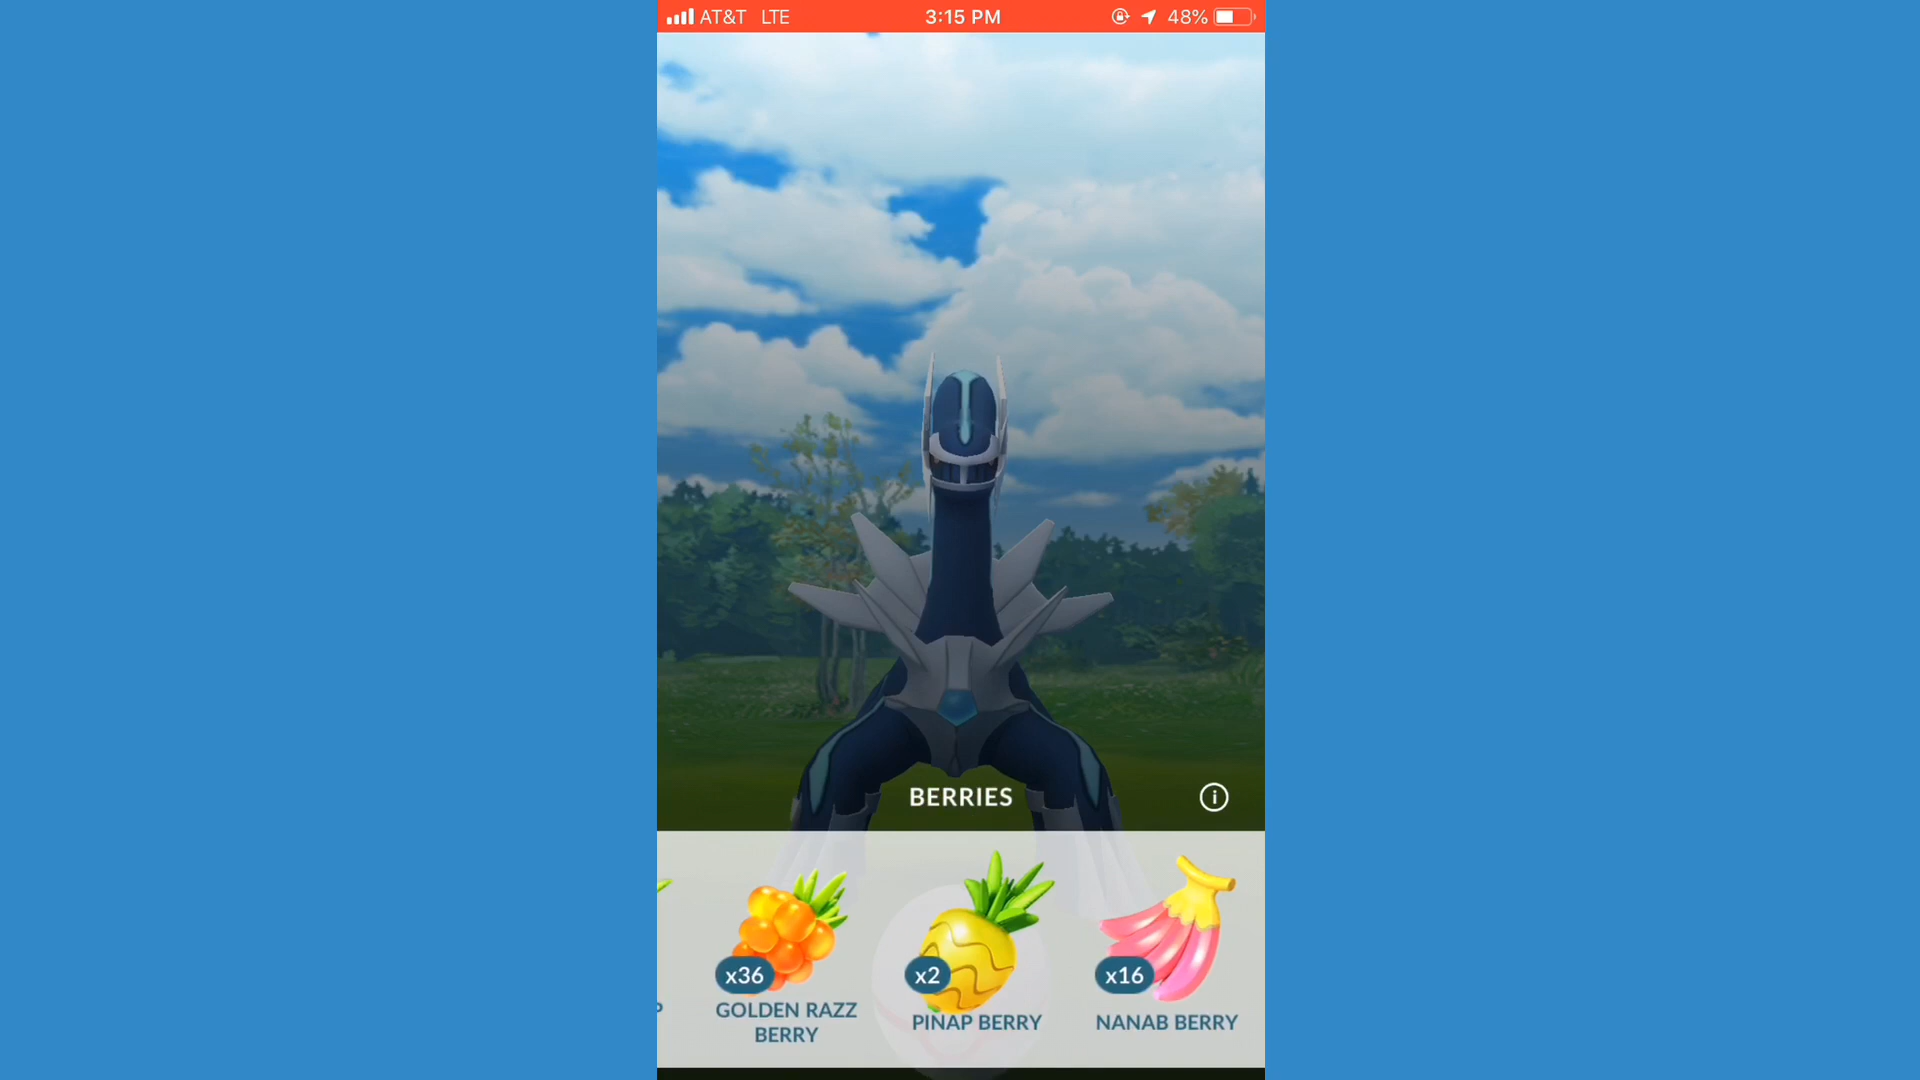 AT&T LTE 3:15 PM 48%
BERRIES
x36 x2 x16
GOLDEN RAZZ
BERRY
PINAP BERRY
NANAB BERRY